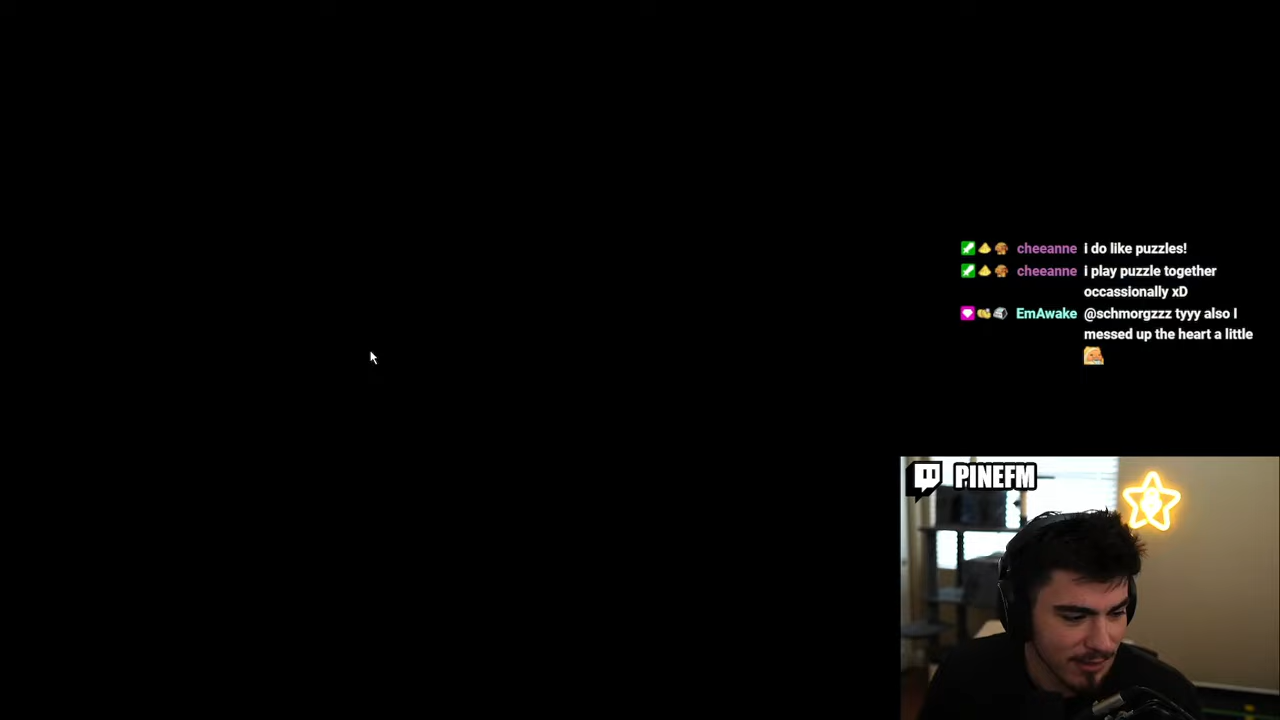 cheeanne i do like puzzles!
cheeanne i play puzzle together
occassionally xD
EmAwake @schmorgzzz tyyy also I
messed up the heart a little
PINEFM